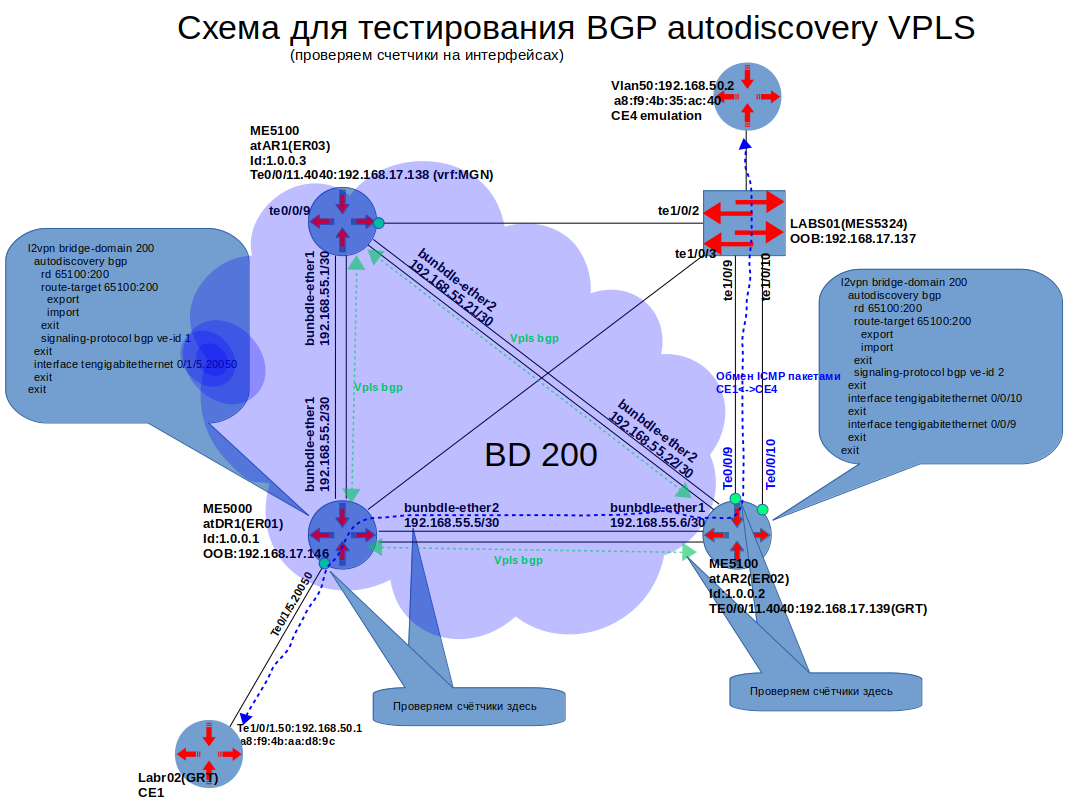 Схема для тестирования BGP autodiscovery VPLS
(проверяем счетчики на интерфейсах)
Vlan50:192.168.50.2
a8:f9:4b:35:ac:40
CE4 emulation
ME5100
atAR1(ER03)
Id:1.0.0.3
Te0/0/11.4040:192.168.17.138 (vrf:MGN)
te0/0/9
te1/0/2
LABS01(MES5324)
OOB:192.168.17.137
te1/0/3
te1/0/9
te1/0/10
l2vpn bridge-domain 200
autodiscovery bgp
rd 65100:200
route-target 65100:200
export
import
exit
signaling-protocol bgp ve-id 1
exit
interface tengigabitethernet 0/1/5.20050
exit
exit
bunbdle-ether1
192.168.55.1/30
bunbdle-ether2
192.168.55.21/30
Vpls bgp
Vpls bgp
l2vpn bridge-domain 200
autodiscovery bgp
rd 65100:200
route-target 65100:200
export
import
exit
signaling-protocol bgp ve-id 2
exit
interface tengigabitethernet 0/0/10
exit
interface tengigabitethernet 0/0/9
exit
exit
Обмен ICMP пакетами
CE1<->CE4
bunbdle-ether1
192.168.55.2/30
bunbdle-ether2
192.168.55.22/30
BD 200
Te0/0/9
Te0/0/10
ME5000
atDR1(ER01)
Id:1.0.0.1
OOB:192.168.17.146
bunbdle-ether2
192.168.55.5/30
bunbdle-ether1
192.168.55.6/30
Vpls bgp
ME5100
atAR2(ER02)
Id:1.0.0.2
TE0/0/11.4040:192.168.17.139(GRT)
Te0/1/5.20050
Проверяем счётчики здесь
Проверяем счётчики здесь
Te1/0/1.50:192.168.50.1
a8:f9:4b:aa:d8:9c
Labr02(GRT)
CE1